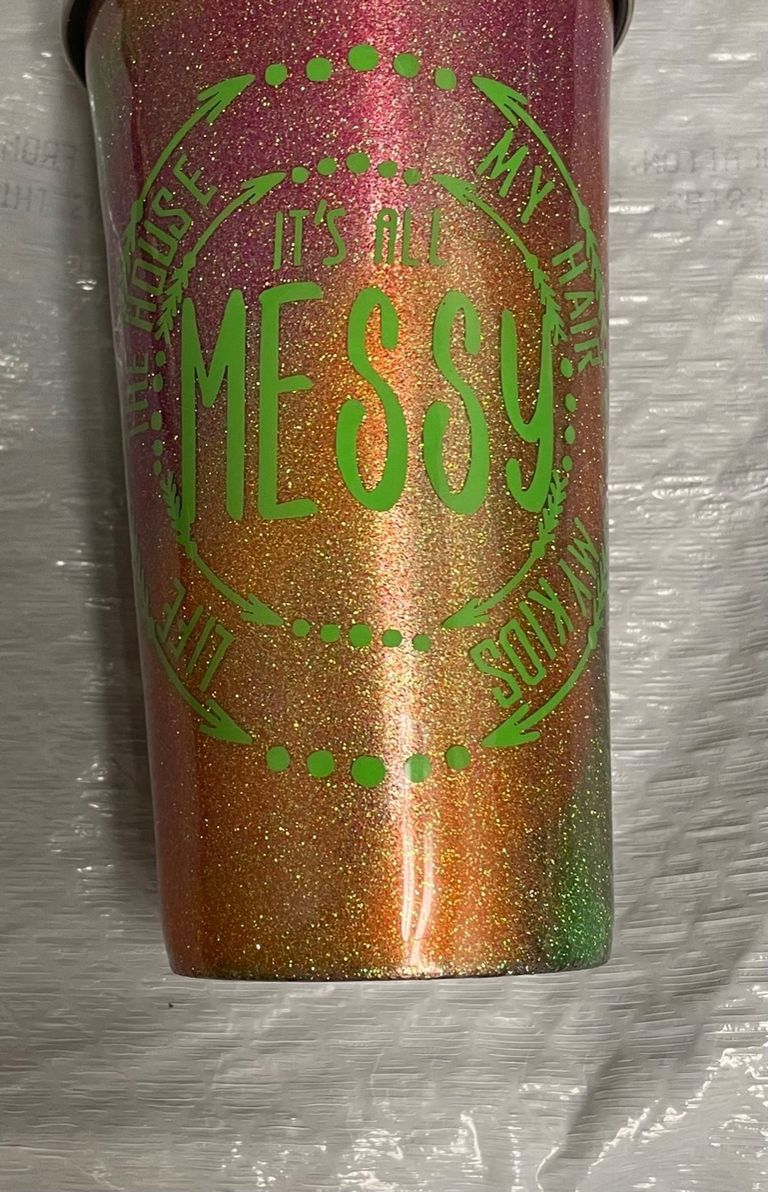 IT'S ALL
MESSY
THE HOUSE
MY HAIR
MY KIDS
LIFE